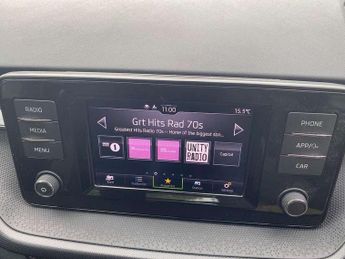 11:00
15.5°C
RADIO
Grt Hits Rad 70s
PHONE
Greatest Hits Radio 70s - Home of the biggest son
MEDIA
APP/
MENU
1
UNITY
RADIO
Capital
CAR